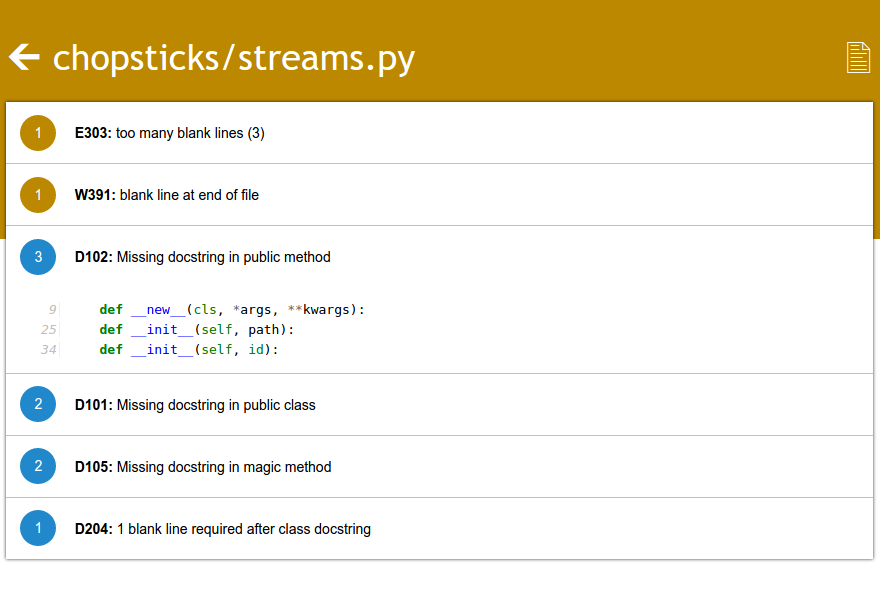 chopsticks/streams.py
1 E303: too many blank lines (3)
1 W391: blank line at end of file
3 D102: Missing docstring in public method
9 def __new__(cls, *args, **kwargs):
25 def __init__(self, path):
34 def __init__(self, id):
2 D101: Missing docstring in public class
2 D105: Missing docstring in magic method
1 D204: 1 blank line required after class docstring